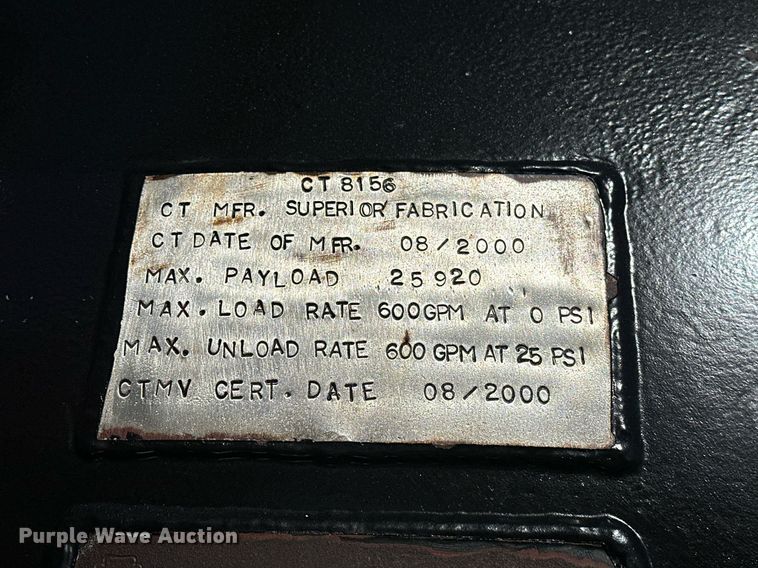 CT 8156
CT MFR. SUPERIOR FABRICATION
CT DATE OF MFR. 08/2000
MAX. PAYLOAD 25920
MAX. LOAD RATE 600GPM AT 0 PSI
MAX. UNLOAD RATE 600 GPM AT 25 PSI
CTMV CERT. DATE 08/2000
Purple Wave Auction